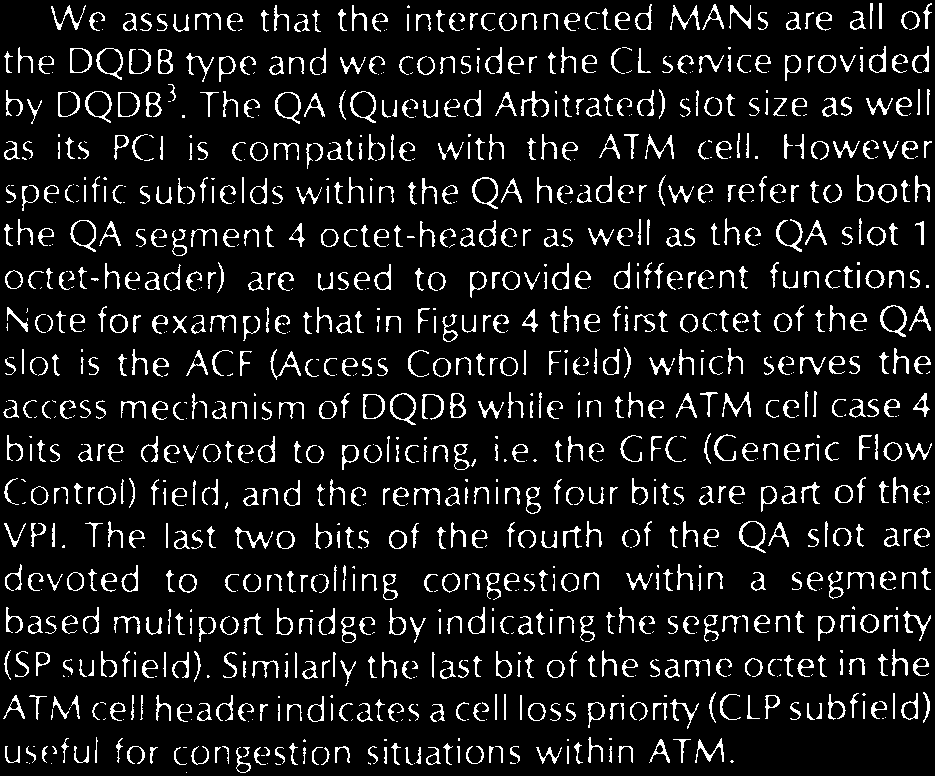 We assume that the interconnected MANs are all of
the DQDB type and we consider the CL service provided
by DQDB³. The QA (Queued Arbitrated) slot size as well
as its PCI is compatible with the ATM cell. However
specific subfields within the QA header (we refer to both
the QA segment 4 octet-header as well as the QA slot 1
octet-header) are used to provide different functions.
Note for example that in Figure 4 the first octet of the QA
slot is the ACF (Access Control Field) which serves the
access mechanism of DQDB while in the ATM cell case 4
bits are devoted to policing, i.e. the GFC (Generic Flow
Control) field, and the remaining four bits are part of the
VPI. The last two bits of the fourth of the QA slot are
devoted to controlling congestion within a segment
based multiport bridge by indicating the segment priority
(SP subfield). Similarly the last bit of the same octet in the
ATM cell header indicates a cell loss priority (CLP subfield)
useful for congestion situations within ATM.